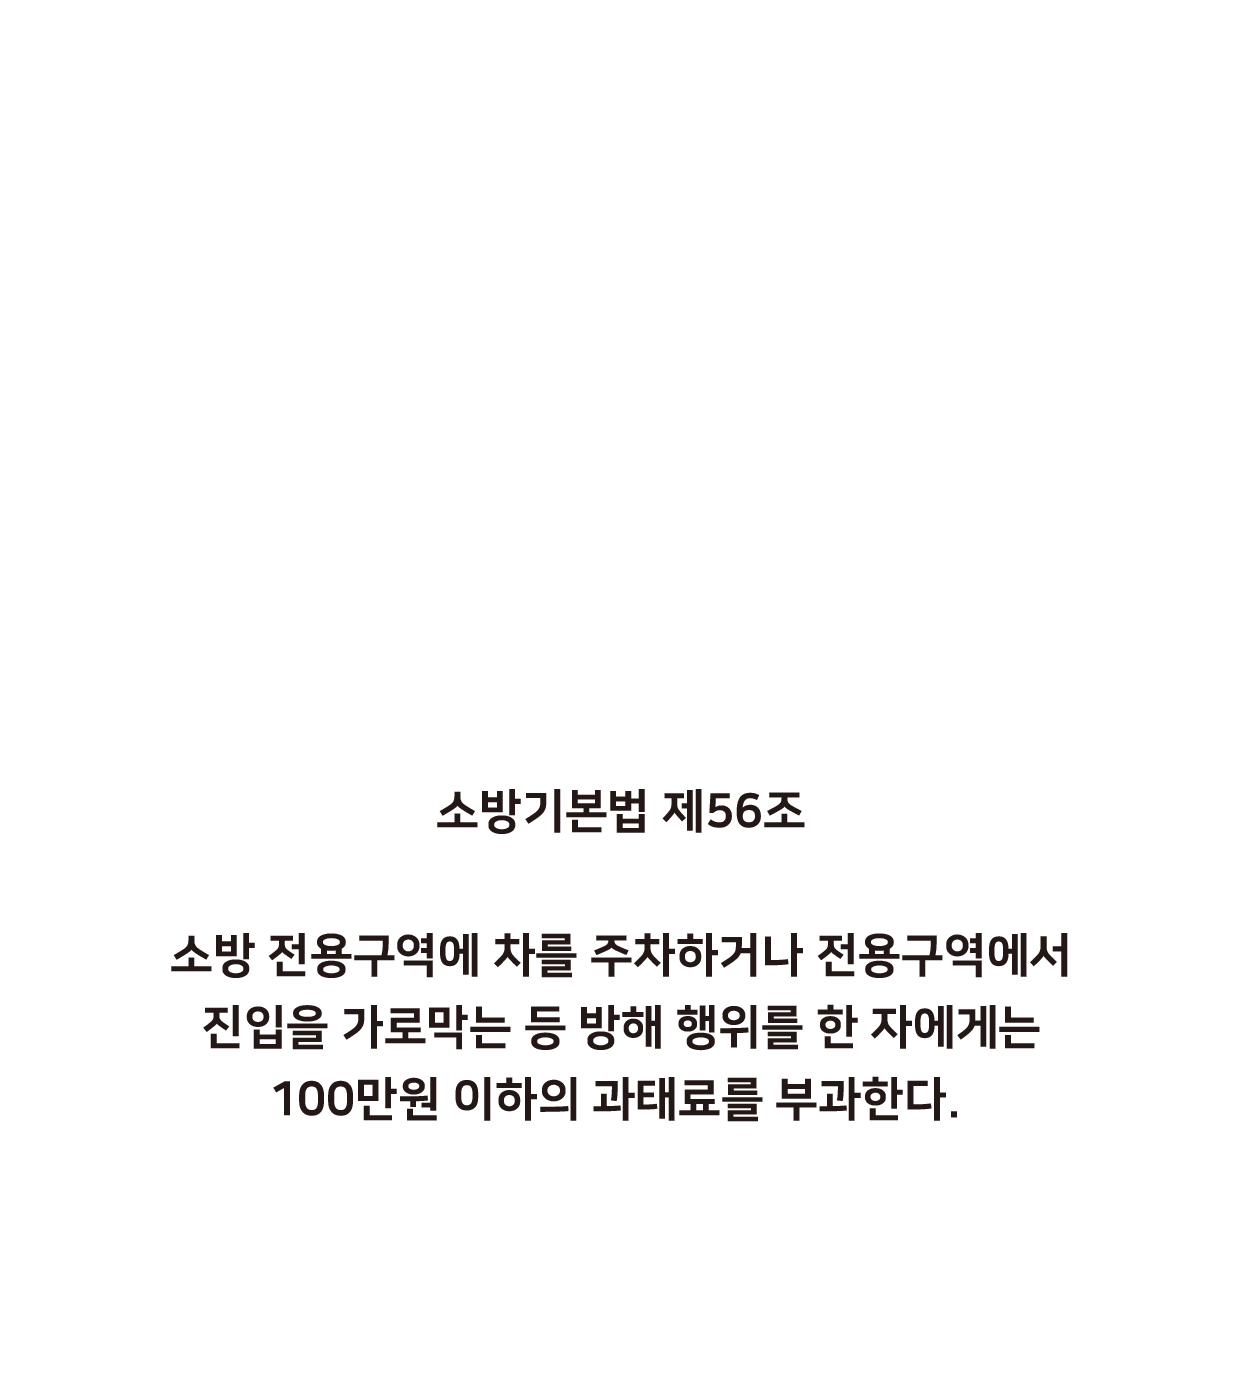 소방기본법 제56조
소방 전용구역에 차를 주차하거나 전용구역에서
진입을 가로막는 등 방해 행위를 한 자에게는
100만원 이하의 과태료를 부과한다.